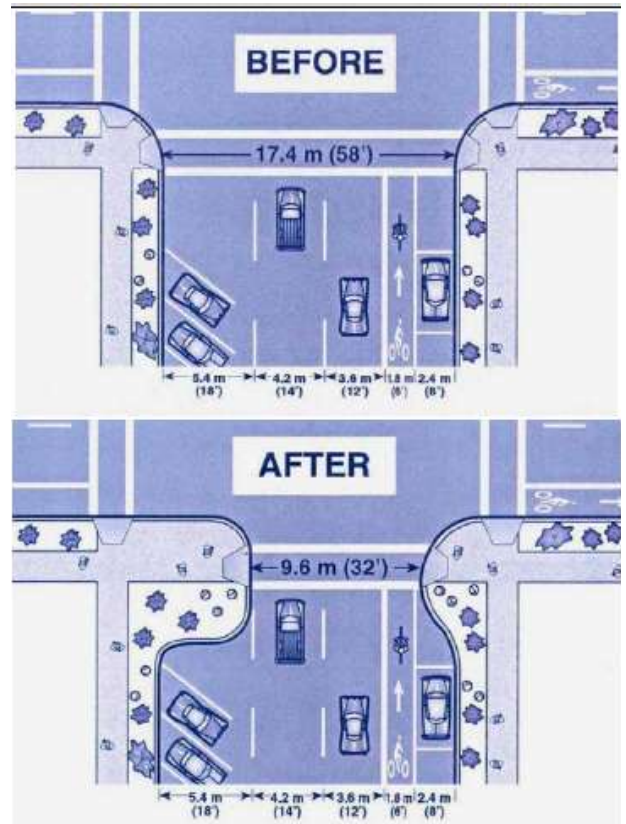 BEFORE
17.4 m (58')
5.4 m 4.2 m 3.6 m 1.8 m 2.4 m
(18') (14') (12') (6') (8')
AFTER
9.6 m (32')
5.4 m 4.2 m 3.6 m 1.8 m 2.4 m
(18') (14') (12') (6') (8')